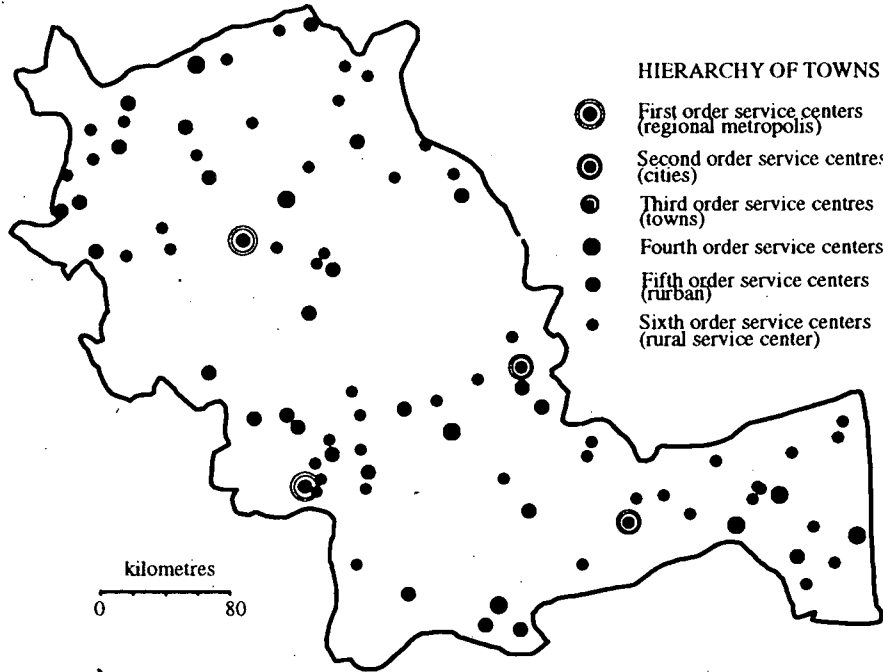 HIERARCHY OF TOWNS
First order service centers
(regional metropolis)
Second order service centres
(cities)
Third order service centres
(towns)
Fourth order service centers
Fifth order service centers
(rurban)
Sixth order service centers
(rural service center)
kilometres
0 80